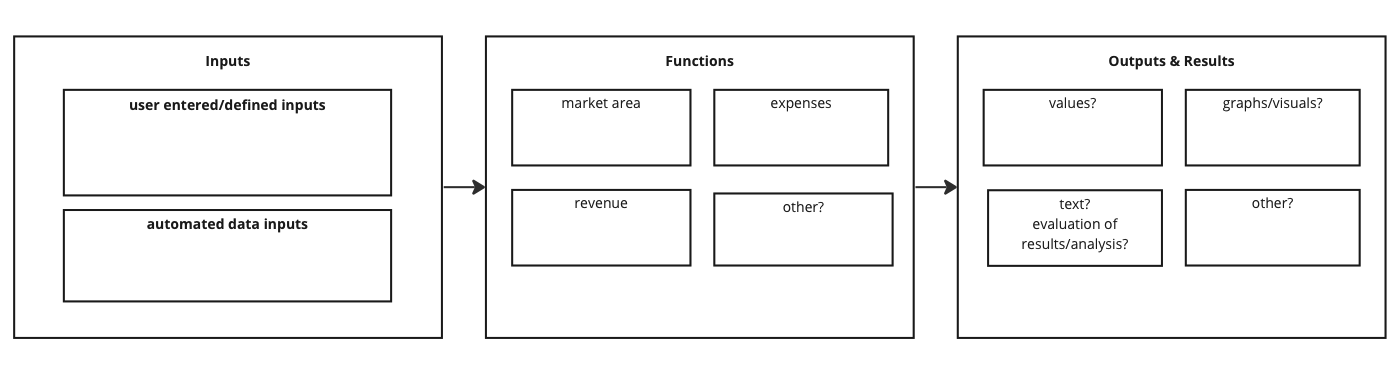 Inputs
user entered/defined inputs
automated data inputs
Functions
market area
expenses
revenue
other?
Outputs & Results
values?
graphs/visuals?
text?
evaluation of
results/analysis?
other?